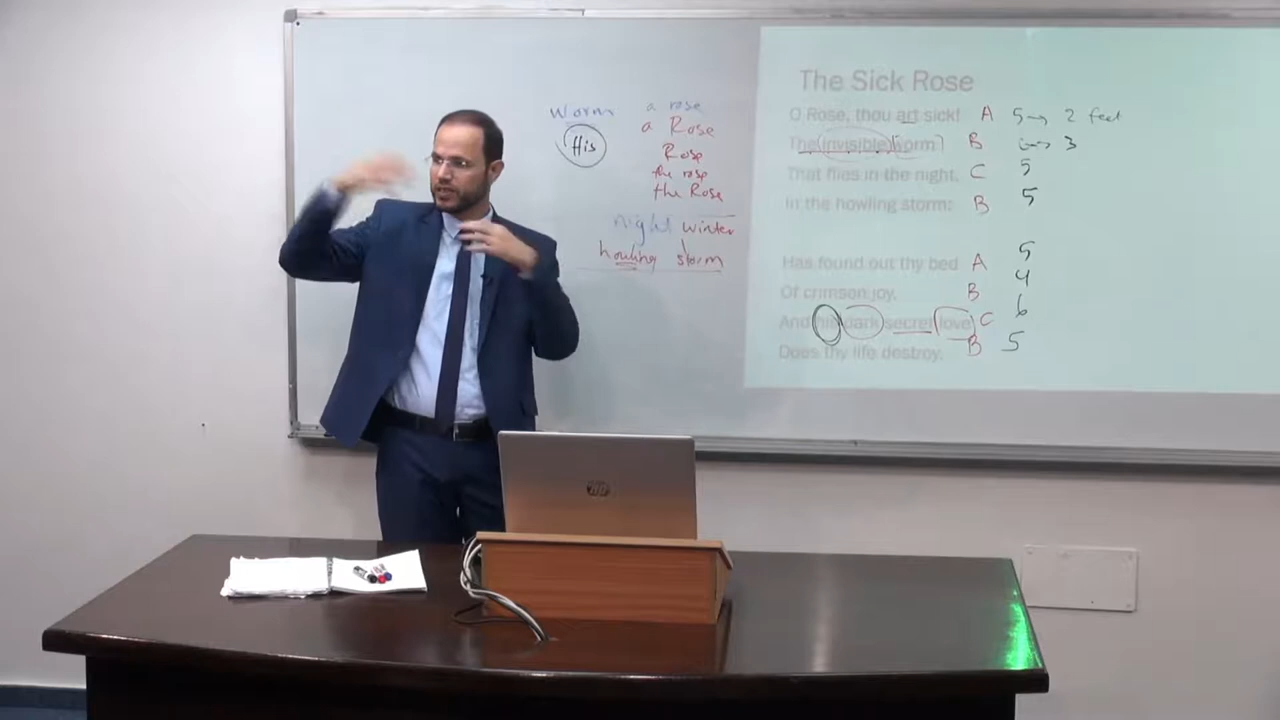 Worm
His
a rose
a Rose
Rose
the rose
the Rose
night winter
howling storm
The Sick Rose
O Rose, thou art sick! A 5 → 2 feet
The invisible worm B → 3
That flies in the night, C 5
In the howling storm: B 5
Has found out thy bed A 5
Of crimson joy, B 4
And his dark secret love C 6
Does thy life destroy. B 5
hp